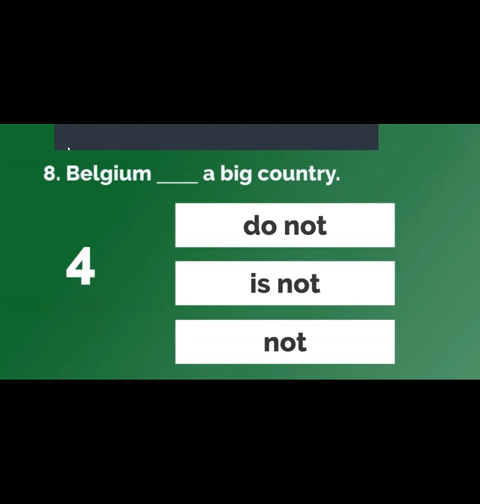 8. Belgium ____ a big country.
4
do not
is not
not